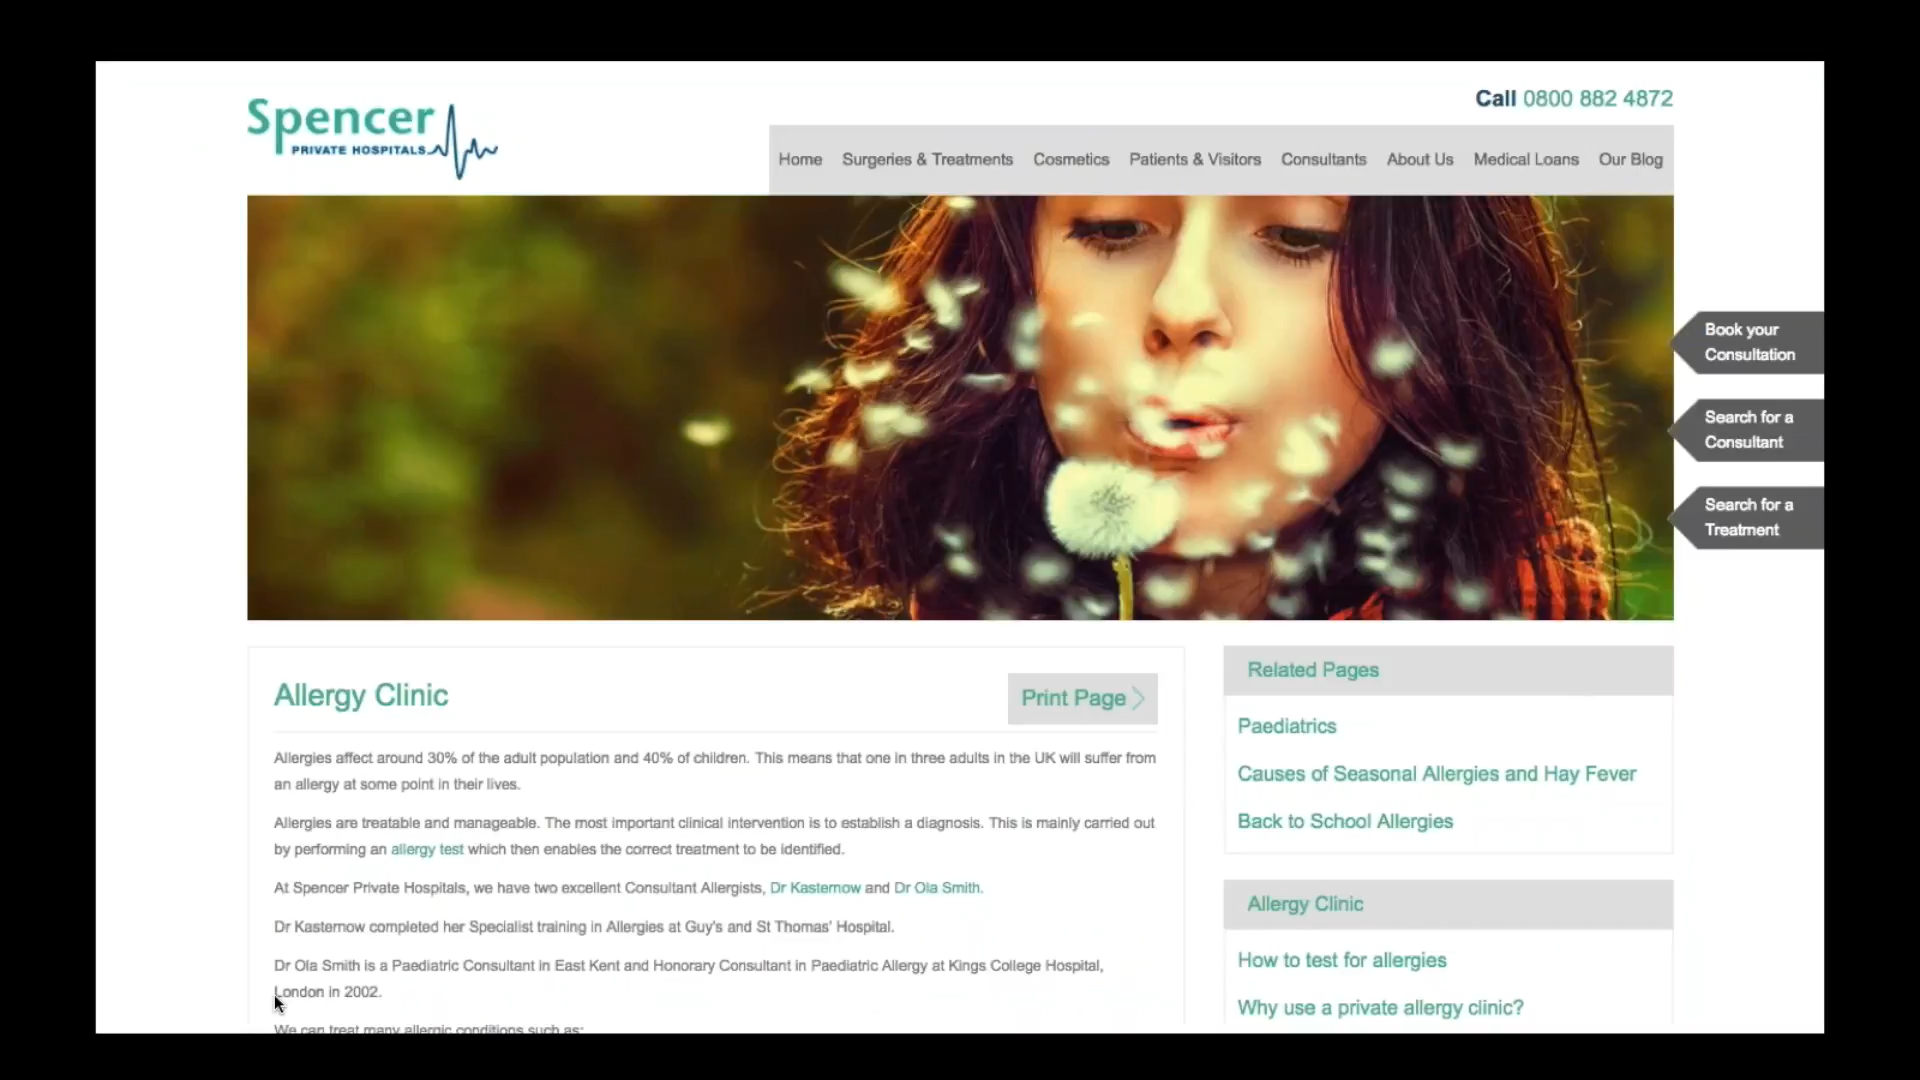 Spencer
PRIVATE HOSPITALS
Call 0800 882 4872
Home Surgeries & Treatments Cosmetics Patients & Visitors Consultants About Us Medical Loans Our Blog
Book your
Consultation
Search for a
Consultant
Search for a
Treatment
Allergy Clinic
Print Page
Allergies affect around 30% of the adult population and 40% of children. This means that one in three adults in the UK will suffer from
an allergy at some point in their lives.
Allergies are treatable and manageable. The most important clinical intervention is to establish a diagnosis. This is mainly carried out
by performing an allergy test which then enables the correct treatment to be identified.
At Spencer Private Hospitals, we have two excellent Consultant Allergists, Dr Kasternow and Dr Ola Smith.
Dr Kasternow completed her Specialist training in Allergies at Guy's and St Thomas' Hospital.
Dr Ola Smith is a Paediatric Consultant in East Kent and Honorary Consultant in Paediatric Allergy at Kings College Hospital,
London in 2002.
We can treat many allergic conditions such as:
Related Pages
Paediatrics
Causes of Seasonal Allergies and Hay Fever
Back to School Allergies
Allergy Clinic
How to test for allergies
Why use a private allergy clinic?